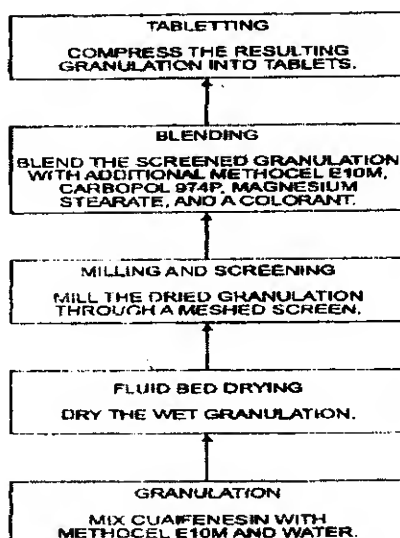 TABLETTING
COMPRESS THE RESULTING
GRANULATION INTO TABLETS.
BLENDING
BLEND THE SCREENED GRANULATION
WITH ADDITIONAL METHOCEL E10M,
CARBOPOL 974P, MAGNESIUM
STEARATE, AND A COLORANT.
MILLING AND SCREENING
MILL THE DRIED GRANULATION
THROUGH A MESHED SCREEN.
FLUID BED DRYING
DRY THE WET GRANULATION.
GRANULATION
MIX GUAIFENESIN WITH
METHOCEL E10M AND WATER.